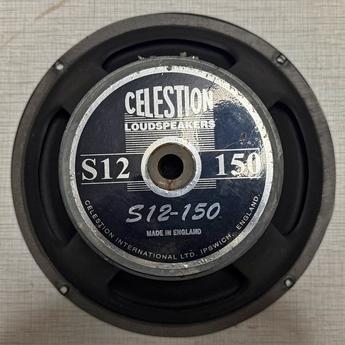 CELESTION
LOUDSPEAKERS
S12 150
S12-150
MADE IN ENGLAND
CELESTION INTERNATIONAL LTD. IPSWICH, ENGLAND